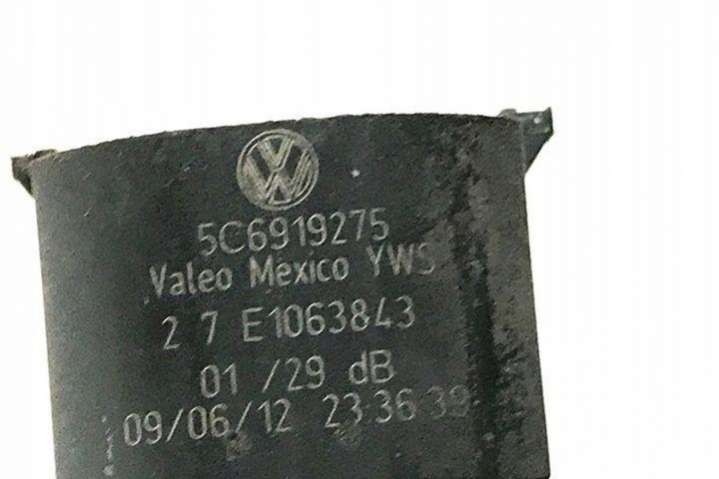 5C6919275
Valeo Mexico YWS
2 7 E1063843
01 /29 dB
09/06/12 23:36:39